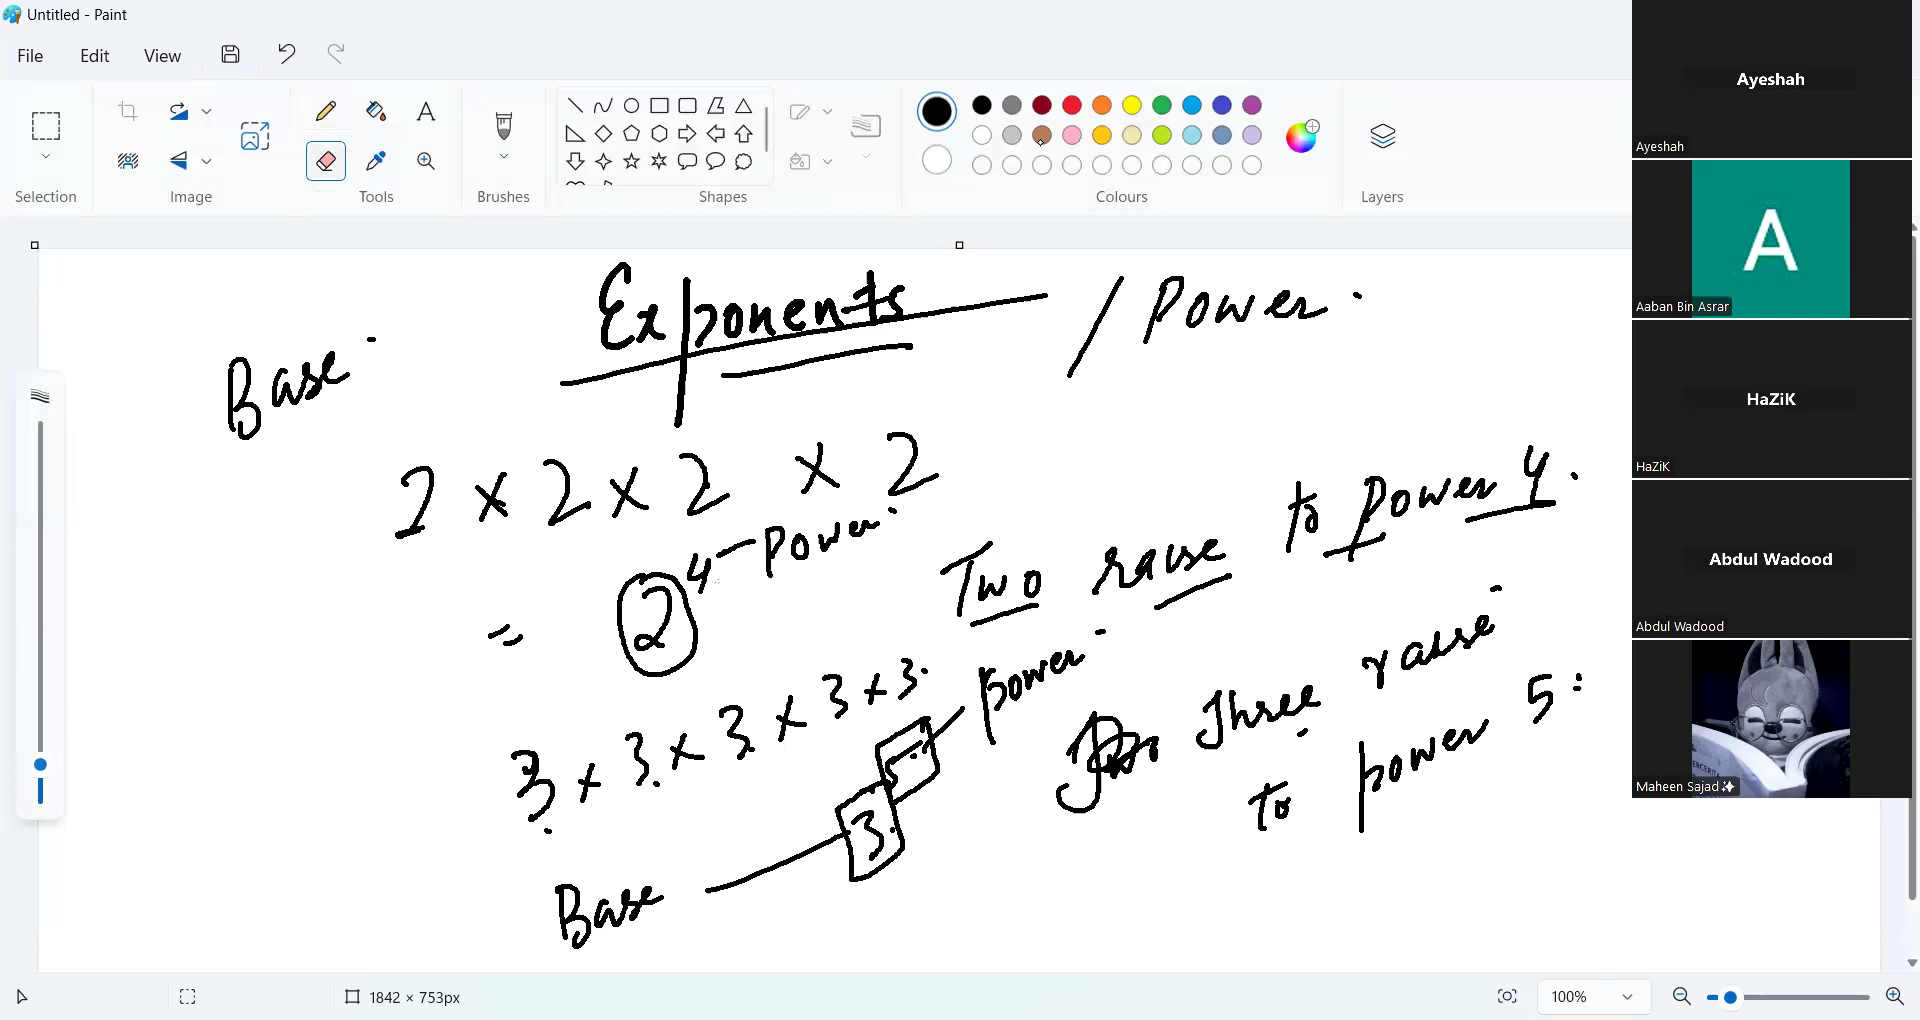 Untitled - Paint
File Edit View
Selection Image Tools Brushes Shapes Colours Layers
Exponents / Power.
Base
2 × 2 × 2 × 2
= 2⁴ Power
Two raise to power 4.
3 × 3 × 3 × 3 × 3
3⁵ power
Base
Three raise
to power 5
Ayeshah
Ayeshah
A
Aaban Bin Asrar
HaZiK
HaZiK
Abdul Wadood
Abdul Wadood
Maheen Sajad✨
1842 × 753px
100%